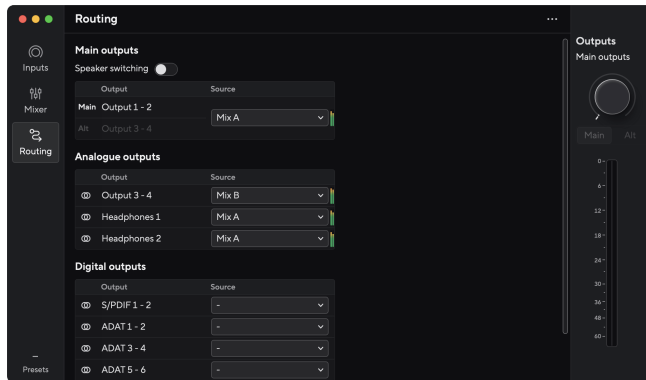 Routing
...
Inputs
Mixer
Routing
–
Presets
Main outputs
Speaker switching
Output Source
Main Output 1 - 2
Mix A
Alt Output 3 - 4
Analogue outputs
Output Source
Output 3 - 4 Mix B
Headphones 1 Mix A
Headphones 2 Mix A
Digital outputs
Output Source
S/PDIF 1 - 2 -
ADAT 1 - 2 -
ADAT 3 - 4 -
ADAT 5 - 6 -
Outputs
Main outputs
Main Alt
0-
6-
12-
18-
24-
30-
36-
48-
60-